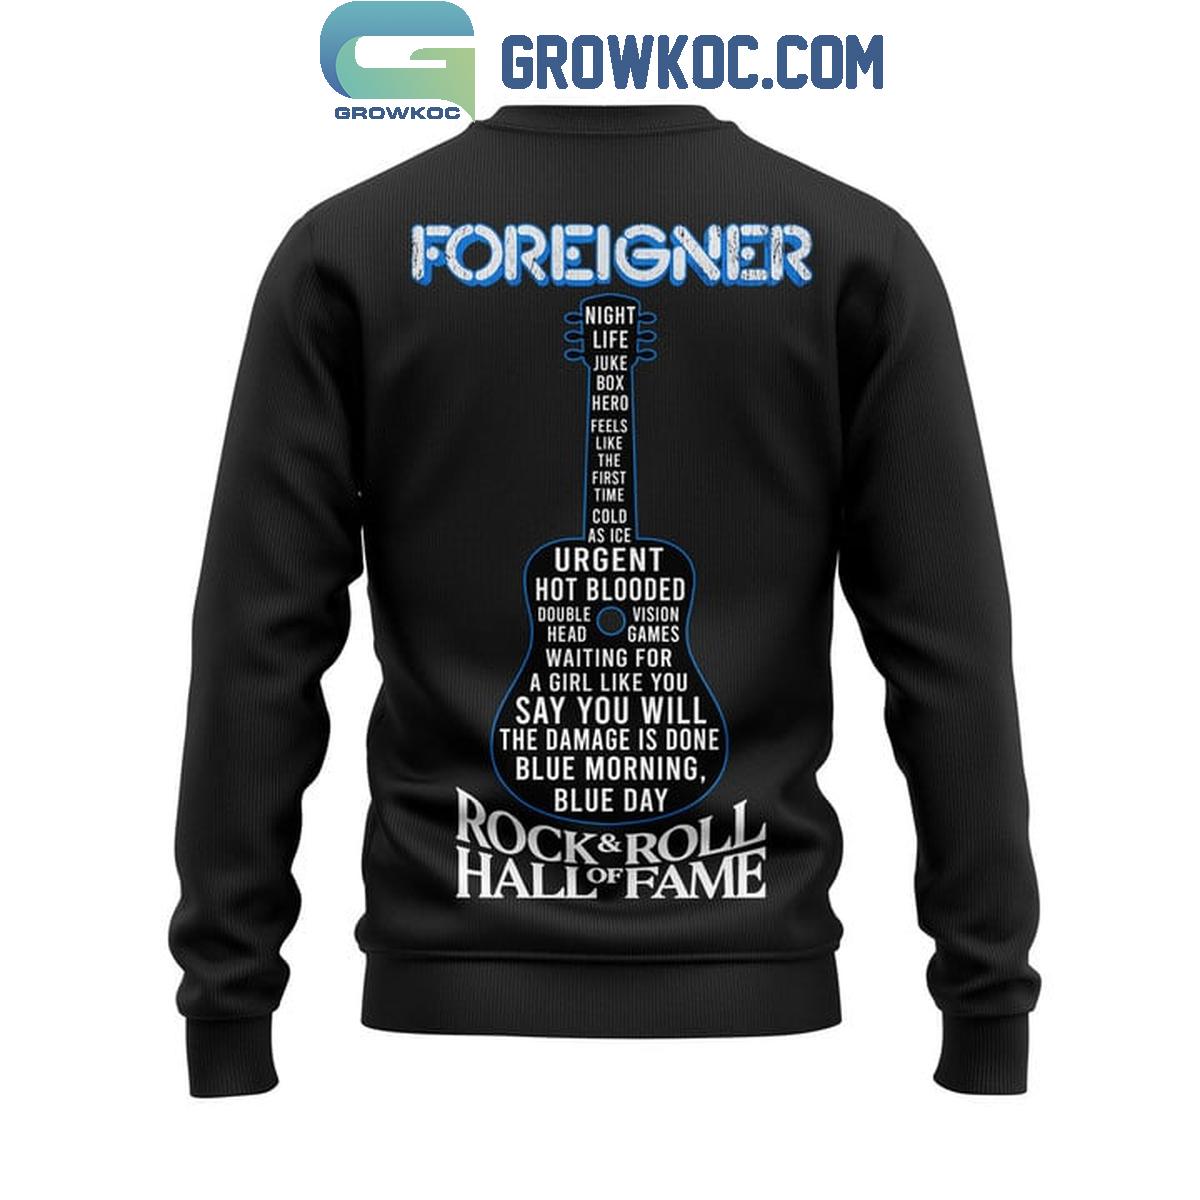 GROWKOC
GROWKOC.COM
FOREIGNER
NIGHT
LIFE
JUKE
BOX
HERO
FEELS
LIKE
THE
FIRST
TIME
COLD
AS ICE
URGENT
HOT BLOODED
DOUBLE VISION
HEAD GAMES
WAITING FOR
A GIRL LIKE YOU
SAY YOU WILL
THE DAMAGE IS DONE
BLUE MORNING,
BLUE DAY
ROCK & ROLL
HALL OF FAME